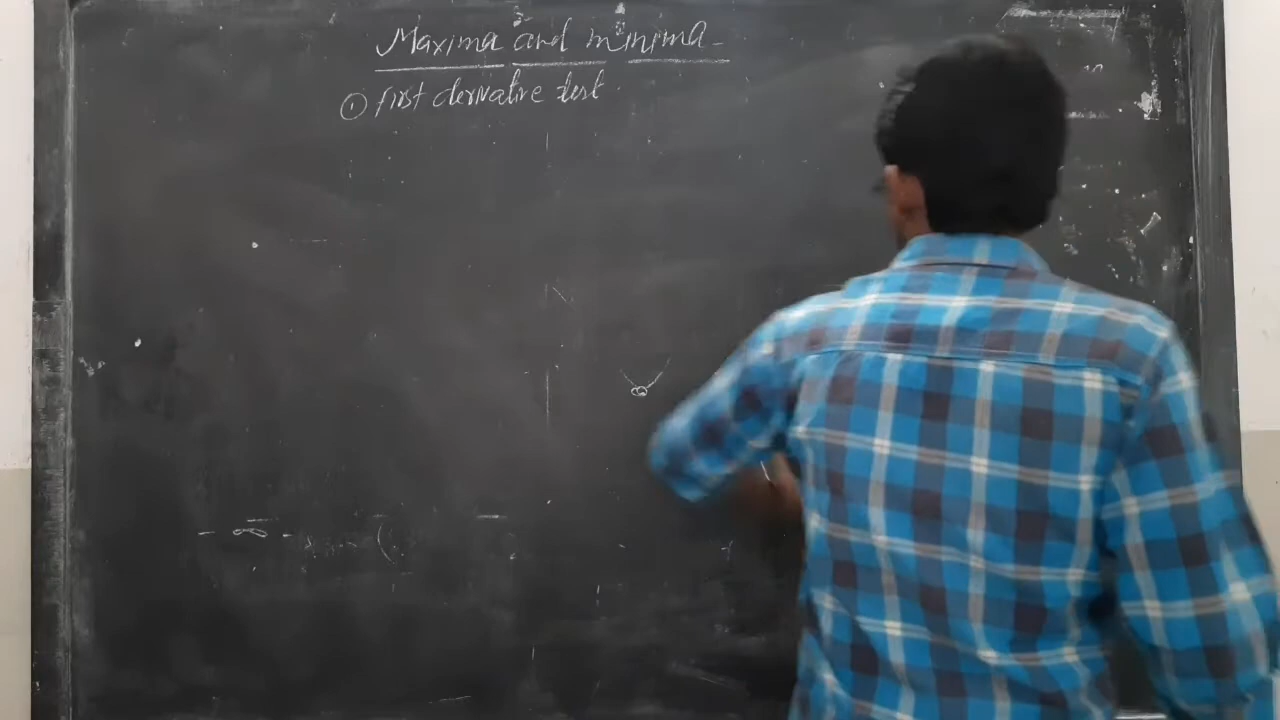 Maxima and minima
① first derivative test
- ∞ -